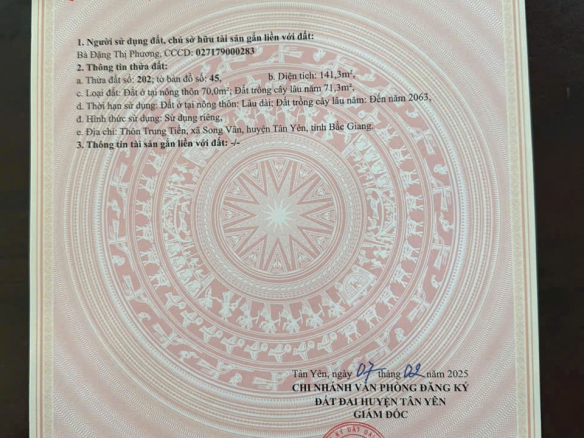 1. Người sử dụng đất, chủ sở hữu tài sản gắn liền với đất:
Bà Đặng Thị Phương, CCCD: 027179000283
2. Thông tin thửa đất:
a. Thửa đất số: 202; tờ bản đồ số: 45, b. Diện tích: 141,3m²,
c. Loại đất: Đất ở tại nông thôn 70,0m²; Đất trồng cây lâu năm 71,3m²,
d. Thời hạn sử dụng: Đất ở tại nông thôn: Lâu dài; Đất trồng cây lâu năm: Đến năm 2063,
đ. Hình thức sử dụng: Sử dụng riêng,
e. Địa chỉ: Thôn Trung Tiến, xã Song Vân, huyện Tân Yên, tỉnh Bắc Giang.
3. Thông tin tài sản gắn liền với đất: -/-
Tân Yên, ngày 07 tháng 02 năm 2025
CHI NHÁNH VĂN PHÒNG ĐĂNG KÝ
ĐẤT ĐAI HUYỆN TÂN YÊN
GIÁM ĐỐC
KÝ ĐẤT ĐAI